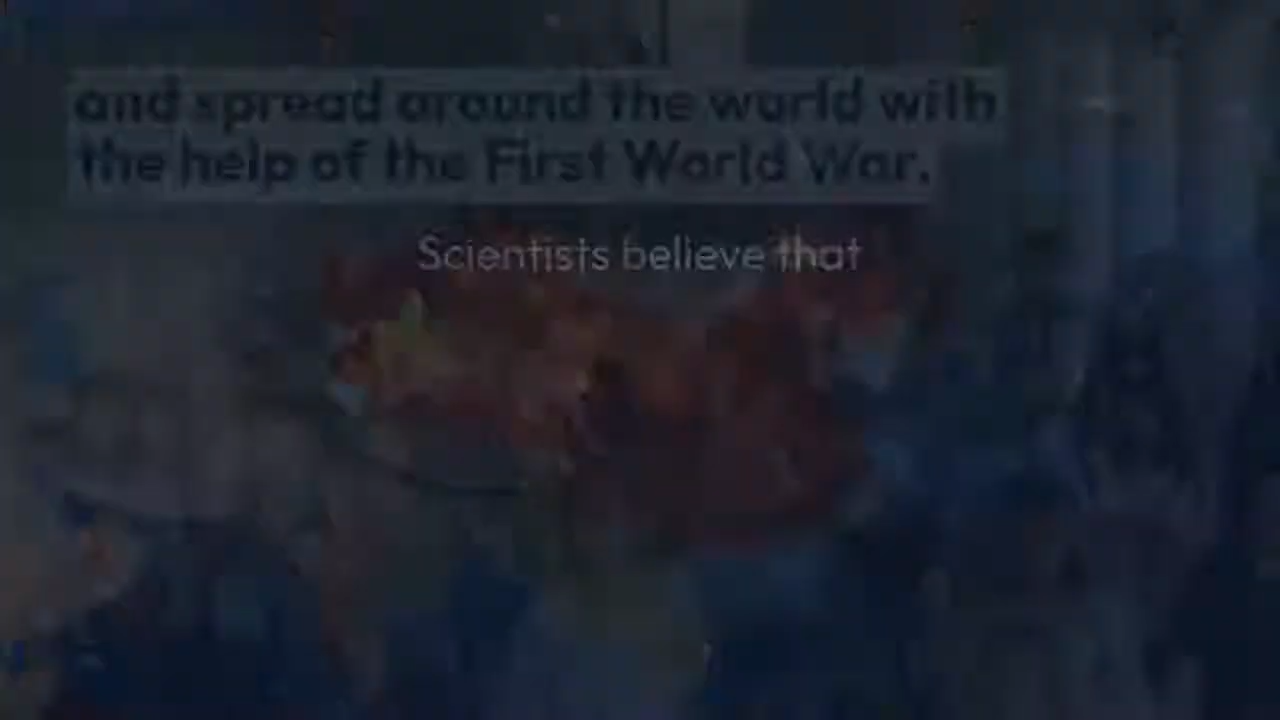 and spread around the world with
the help of the First World War.
Scientists believe that